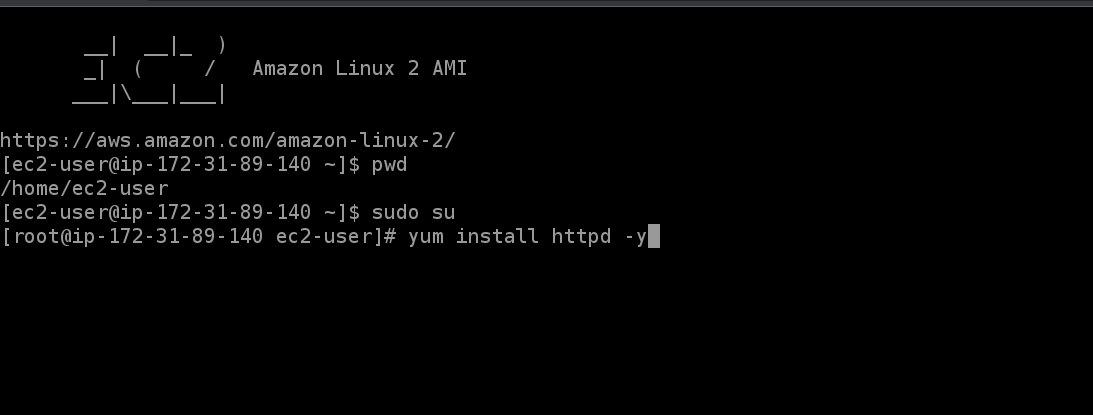 __|  __|_  )
       _|  (     /   Amazon Linux 2 AMI
      ___|\___|___|
https://aws.amazon.com/amazon-linux-2/
[ec2-user@ip-172-31-89-140 ~]$ pwd
/home/ec2-user
[ec2-user@ip-172-31-89-140 ~]$ sudo su
[root@ip-172-31-89-140 ec2-user]# yum install httpd -y